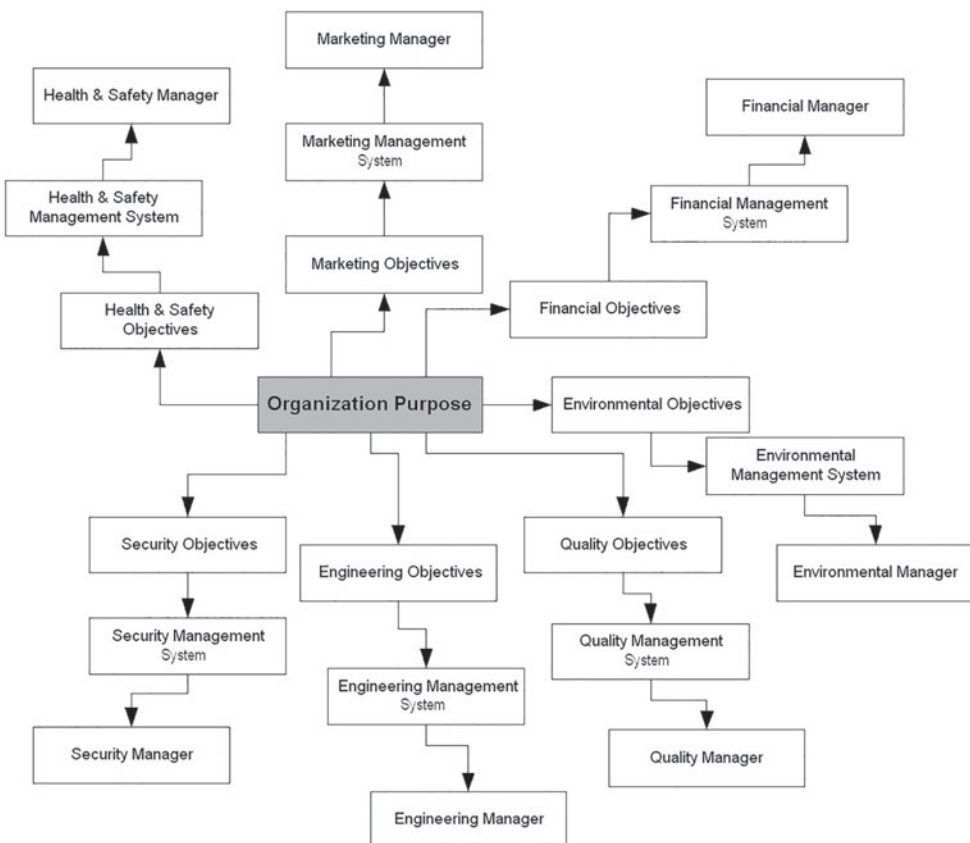 Marketing Manager
Health & Safety Manager
Financial Manager
Marketing Management
System
Health & Safety
Management System
Financial Management
System
Marketing Objectives
Financial Objectives
Health & Safety
Objectives
Organization Purpose
Environmental Objectives
Environmental
Management System
Security Objectives
Engineering Objectives
Quality Objectives
Environmental Manager
Security Management
System
Quality Management
System
Engineering Management
System
Security Manager
Quality Manager
Engineering Manager